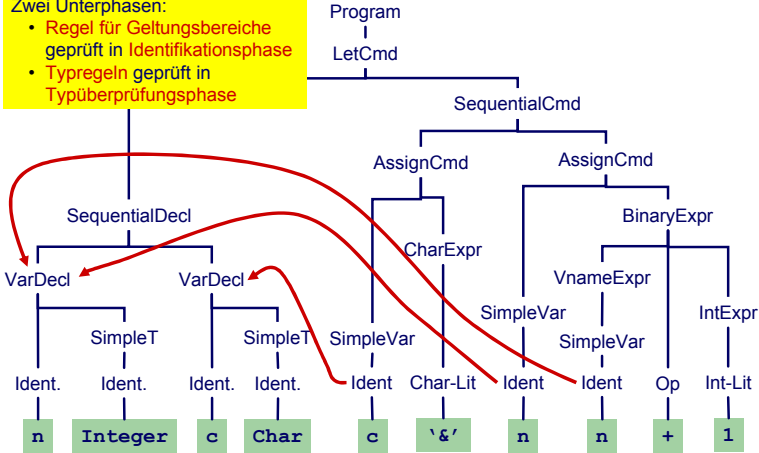 Zwei Unterphasen:
• Regel für Geltungsbereiche
geprüft in Identifikationsphase
• Typregeln geprüft in
Typüberprüfungsphase
Program
LetCmd
SequentialCmd
AssignCmd AssignCmd
SequentialDecl BinaryExpr
CharExpr
VarDecl VarDecl VnameExpr
SimpleVar IntExpr
SimpleT SimpleT SimpleVar SimpleVar
Ident. Ident. Ident. Ident. Ident Char-Lit Ident Ident Op Int-Lit
n Integer c Char c ‘&’ n n + 1